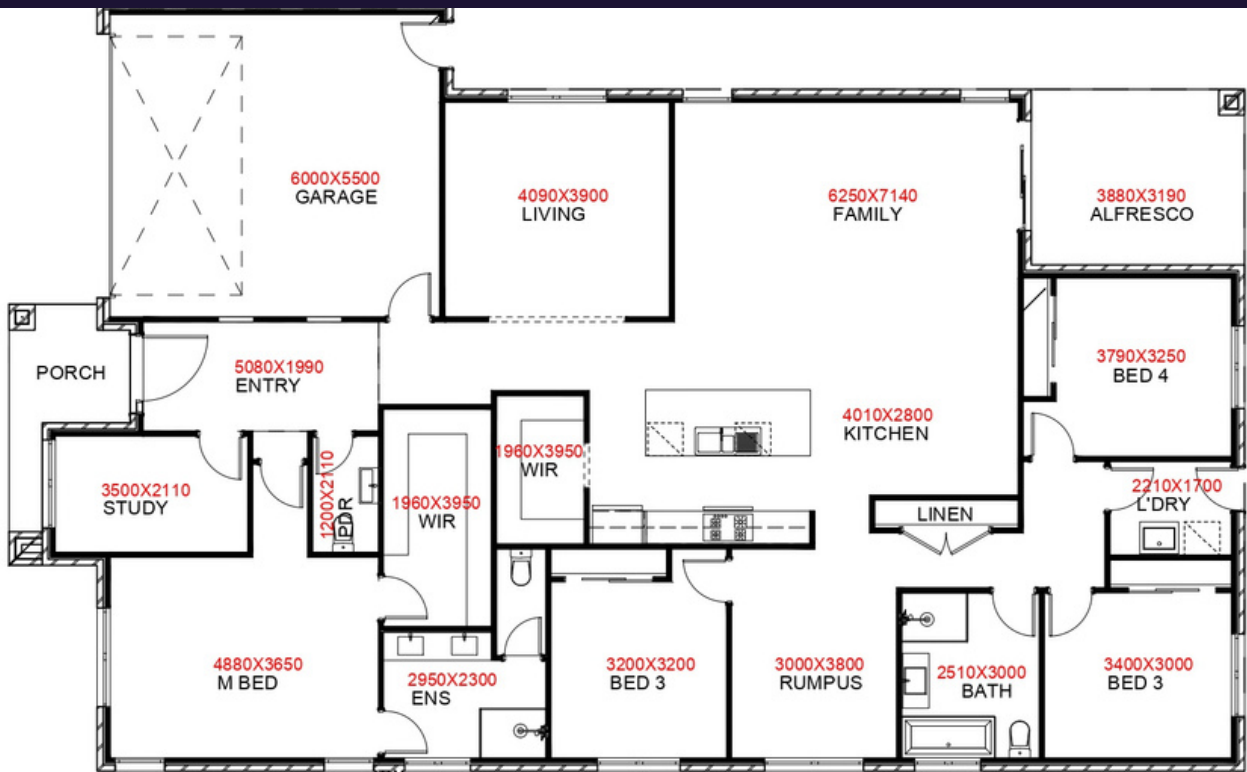 6000X5500
GARAGE
4090X3900
LIVING
6250X7140
FAMILY
3880X3190
ALFRESCO
PORCH
5080X1990
ENTRY
3790X3250
BED 4
4010X2800
KITCHEN
1960X3950
WIR
3500X2110
STUDY
1200X2110
PDR
1960X3950
WIR
LINEN
2210X1700
L'DRY
4880X3650
M BED
2950X2300
ENS
3200X3200
BED 3
3000X3800
RUMPUS
2510X3000
BATH
3400X3000
BED 3